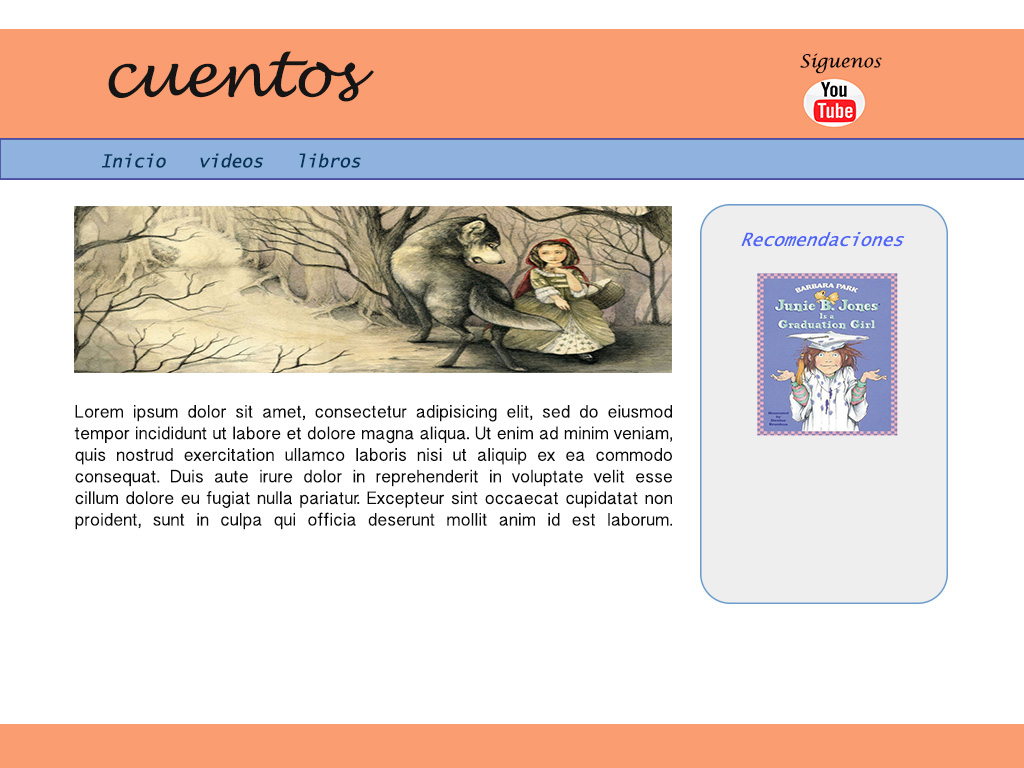 cuentos
Síguenos
You
Tube
Inicio videos libros
Recomendaciones
BARBARA PARK
Junie B. Jones
Is a
Graduation Girl
Lorem ipsum dolor sit amet, consectetur adipisicing elit, sed do eiusmod
tempor incididunt ut labore et dolore magna aliqua. Ut enim ad minim veniam,
quis nostrud exercitation ullamco laboris nisi ut aliquip ex ea commodo
consequat. Duis aute irure dolor in reprehenderit in voluptate velit esse
cillum dolore eu fugiat nulla pariatur. Excepteur sint occaecat cupidatat non
proident, sunt in culpa qui officia deserunt mollit anim id est laborum.